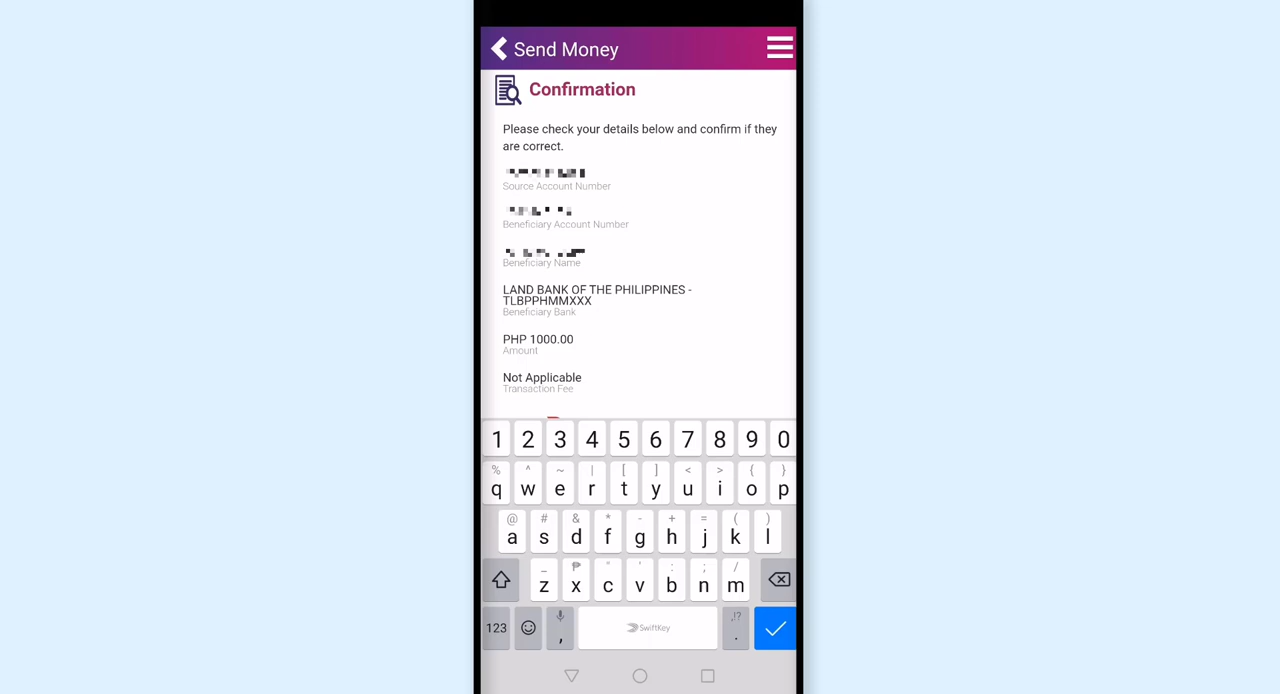 Send Money
Confirmation
Please check your details below and confirm if they
are correct.
Source Account Number
Beneficiary Account Number
Beneficiary Name
LAND BANK OF THE PHILIPPINES -
TLBPPHMMXXX
Beneficiary Bank
PHP 1000.00
Amount
Not Applicable
Transaction Fee
1 2 3 4 5 6 7 8 9 0
% ^ ~ | [ ] < > { }
q w e r t y u i o p
@ # & * - + = ( )
a s d f g h j k l
_ ₱ " ' : ; /
z x c v b n m
,!?
123 , SwiftKey .